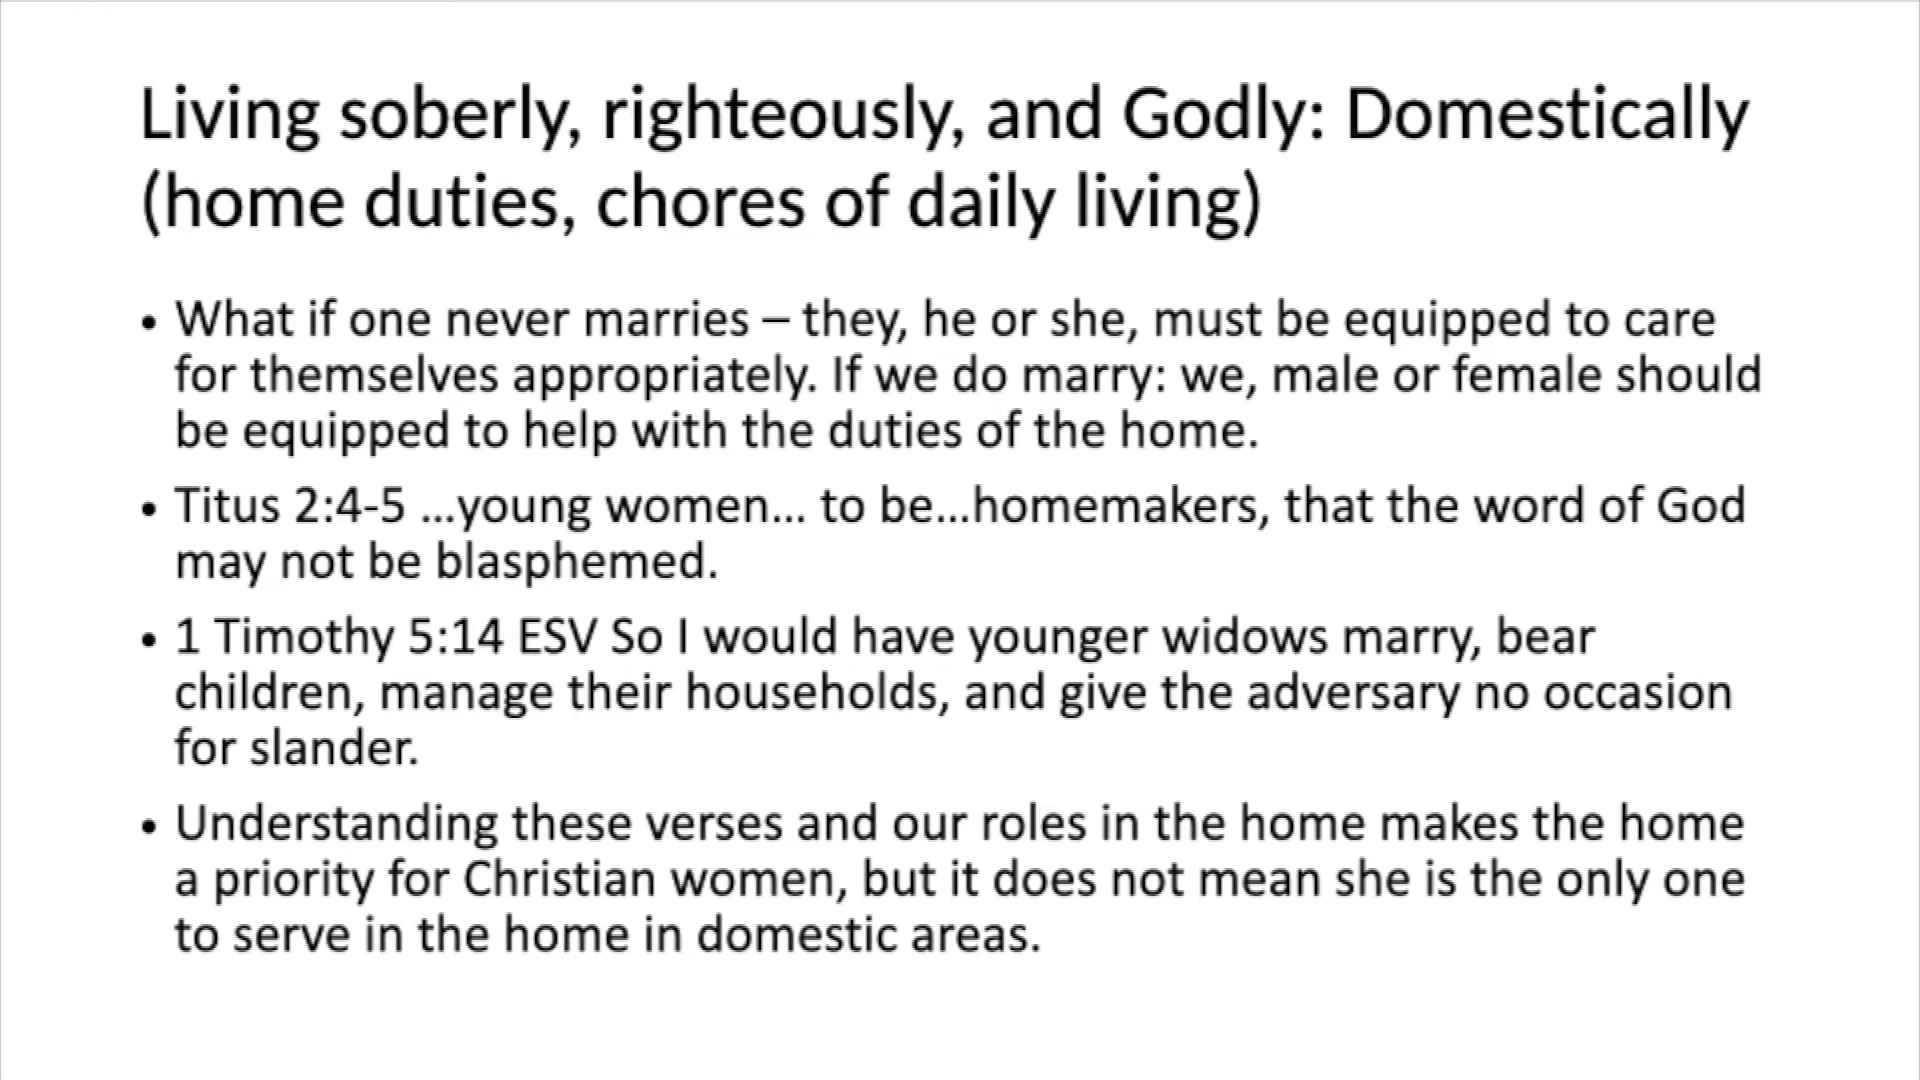 Living soberly, righteously, and Godly: Domestically
(home duties, chores of daily living)
• What if one never marries – they, he or she, must be equipped to care
for themselves appropriately. If we do marry: we, male or female should
be equipped to help with the duties of the home.
• Titus 2:4-5 …young women… to be…homemakers, that the word of God
may not be blasphemed.
• 1 Timothy 5:14 ESV So I would have younger widows marry, bear
children, manage their households, and give the adversary no occasion
for slander.
• Understanding these verses and our roles in the home makes the home
a priority for Christian women, but it does not mean she is the only one
to serve in the home in domestic areas.